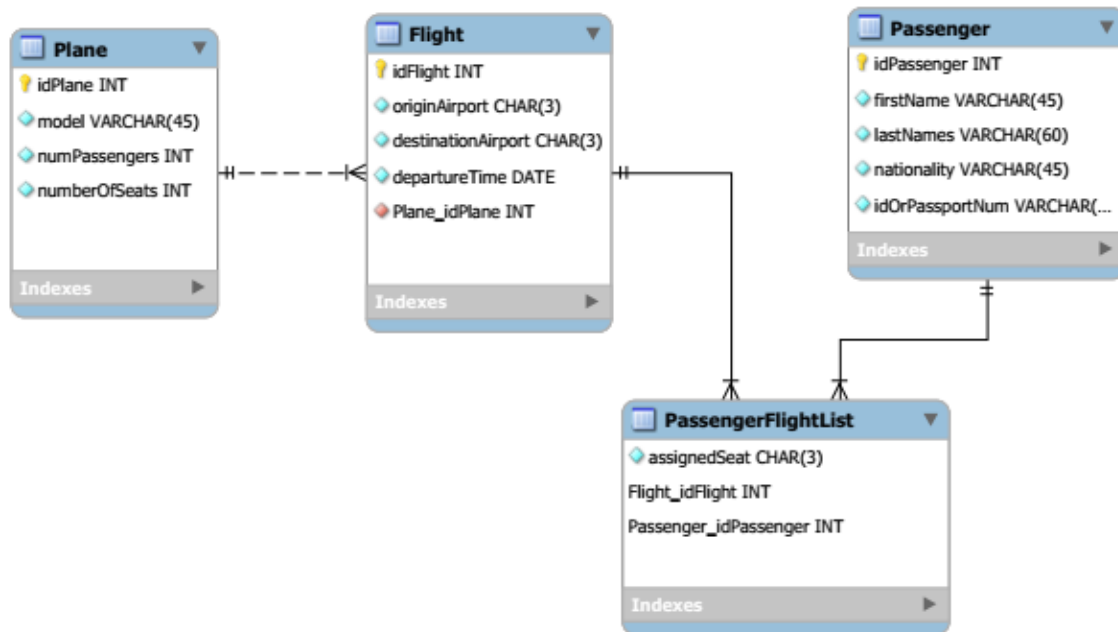 Plane
idPlane INT
model VARCHAR(45)
numPassengers INT
numberOfSeats INT
Indexes
Flight
idFlight INT
originAirport CHAR(3)
destinationAirport CHAR(3)
departureTime DATE
Plane_idPlane INT
Indexes
Passenger
idPassenger INT
firstName VARCHAR(45)
lastNames VARCHAR(60)
nationality VARCHAR(45)
idOrPassportNum VARCHAR(...
Indexes
PassengerFlightList
assignedSeat CHAR(3)
Flight_idFlight INT
Passenger_idPassenger INT
Indexes